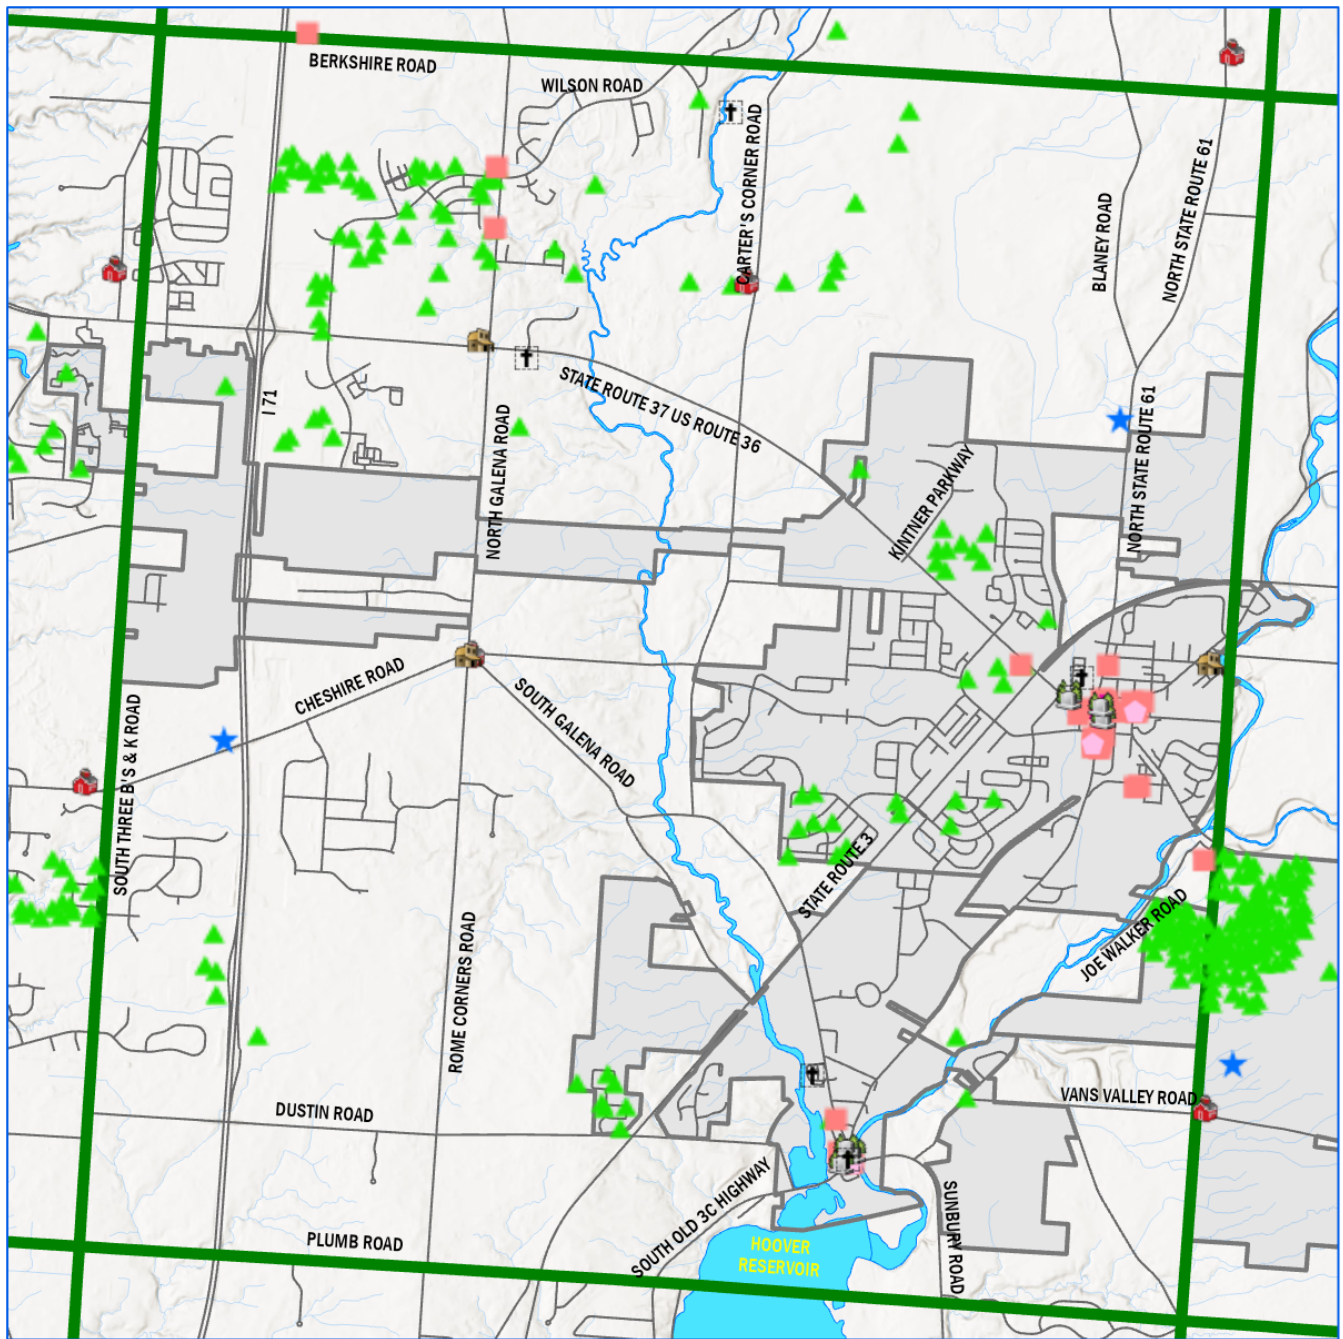 BERKSHIRE ROAD
WILSON ROAD
CARTER'S CORNER ROAD
BLANEY ROAD
NORTH STATE ROUTE 61
I 71
STATE ROUTE 37 US ROUTE 36
NORTH GALENA ROAD
KINTNER PARKWAY
NORTH STATE ROUTE 61
CHESHIRE ROAD
SOUTH GALENA ROAD
SOUTH THREE B'S & K ROAD
STATE ROUTE 3
JOE WALKER ROAD
ROME CORNERS ROAD
DUSTIN ROAD
VANS VALLEY ROAD
SOUTH OLD 3C HIGHWAY
SUNBURY ROAD
PLUMB ROAD
HOOVER
RESERVOIR